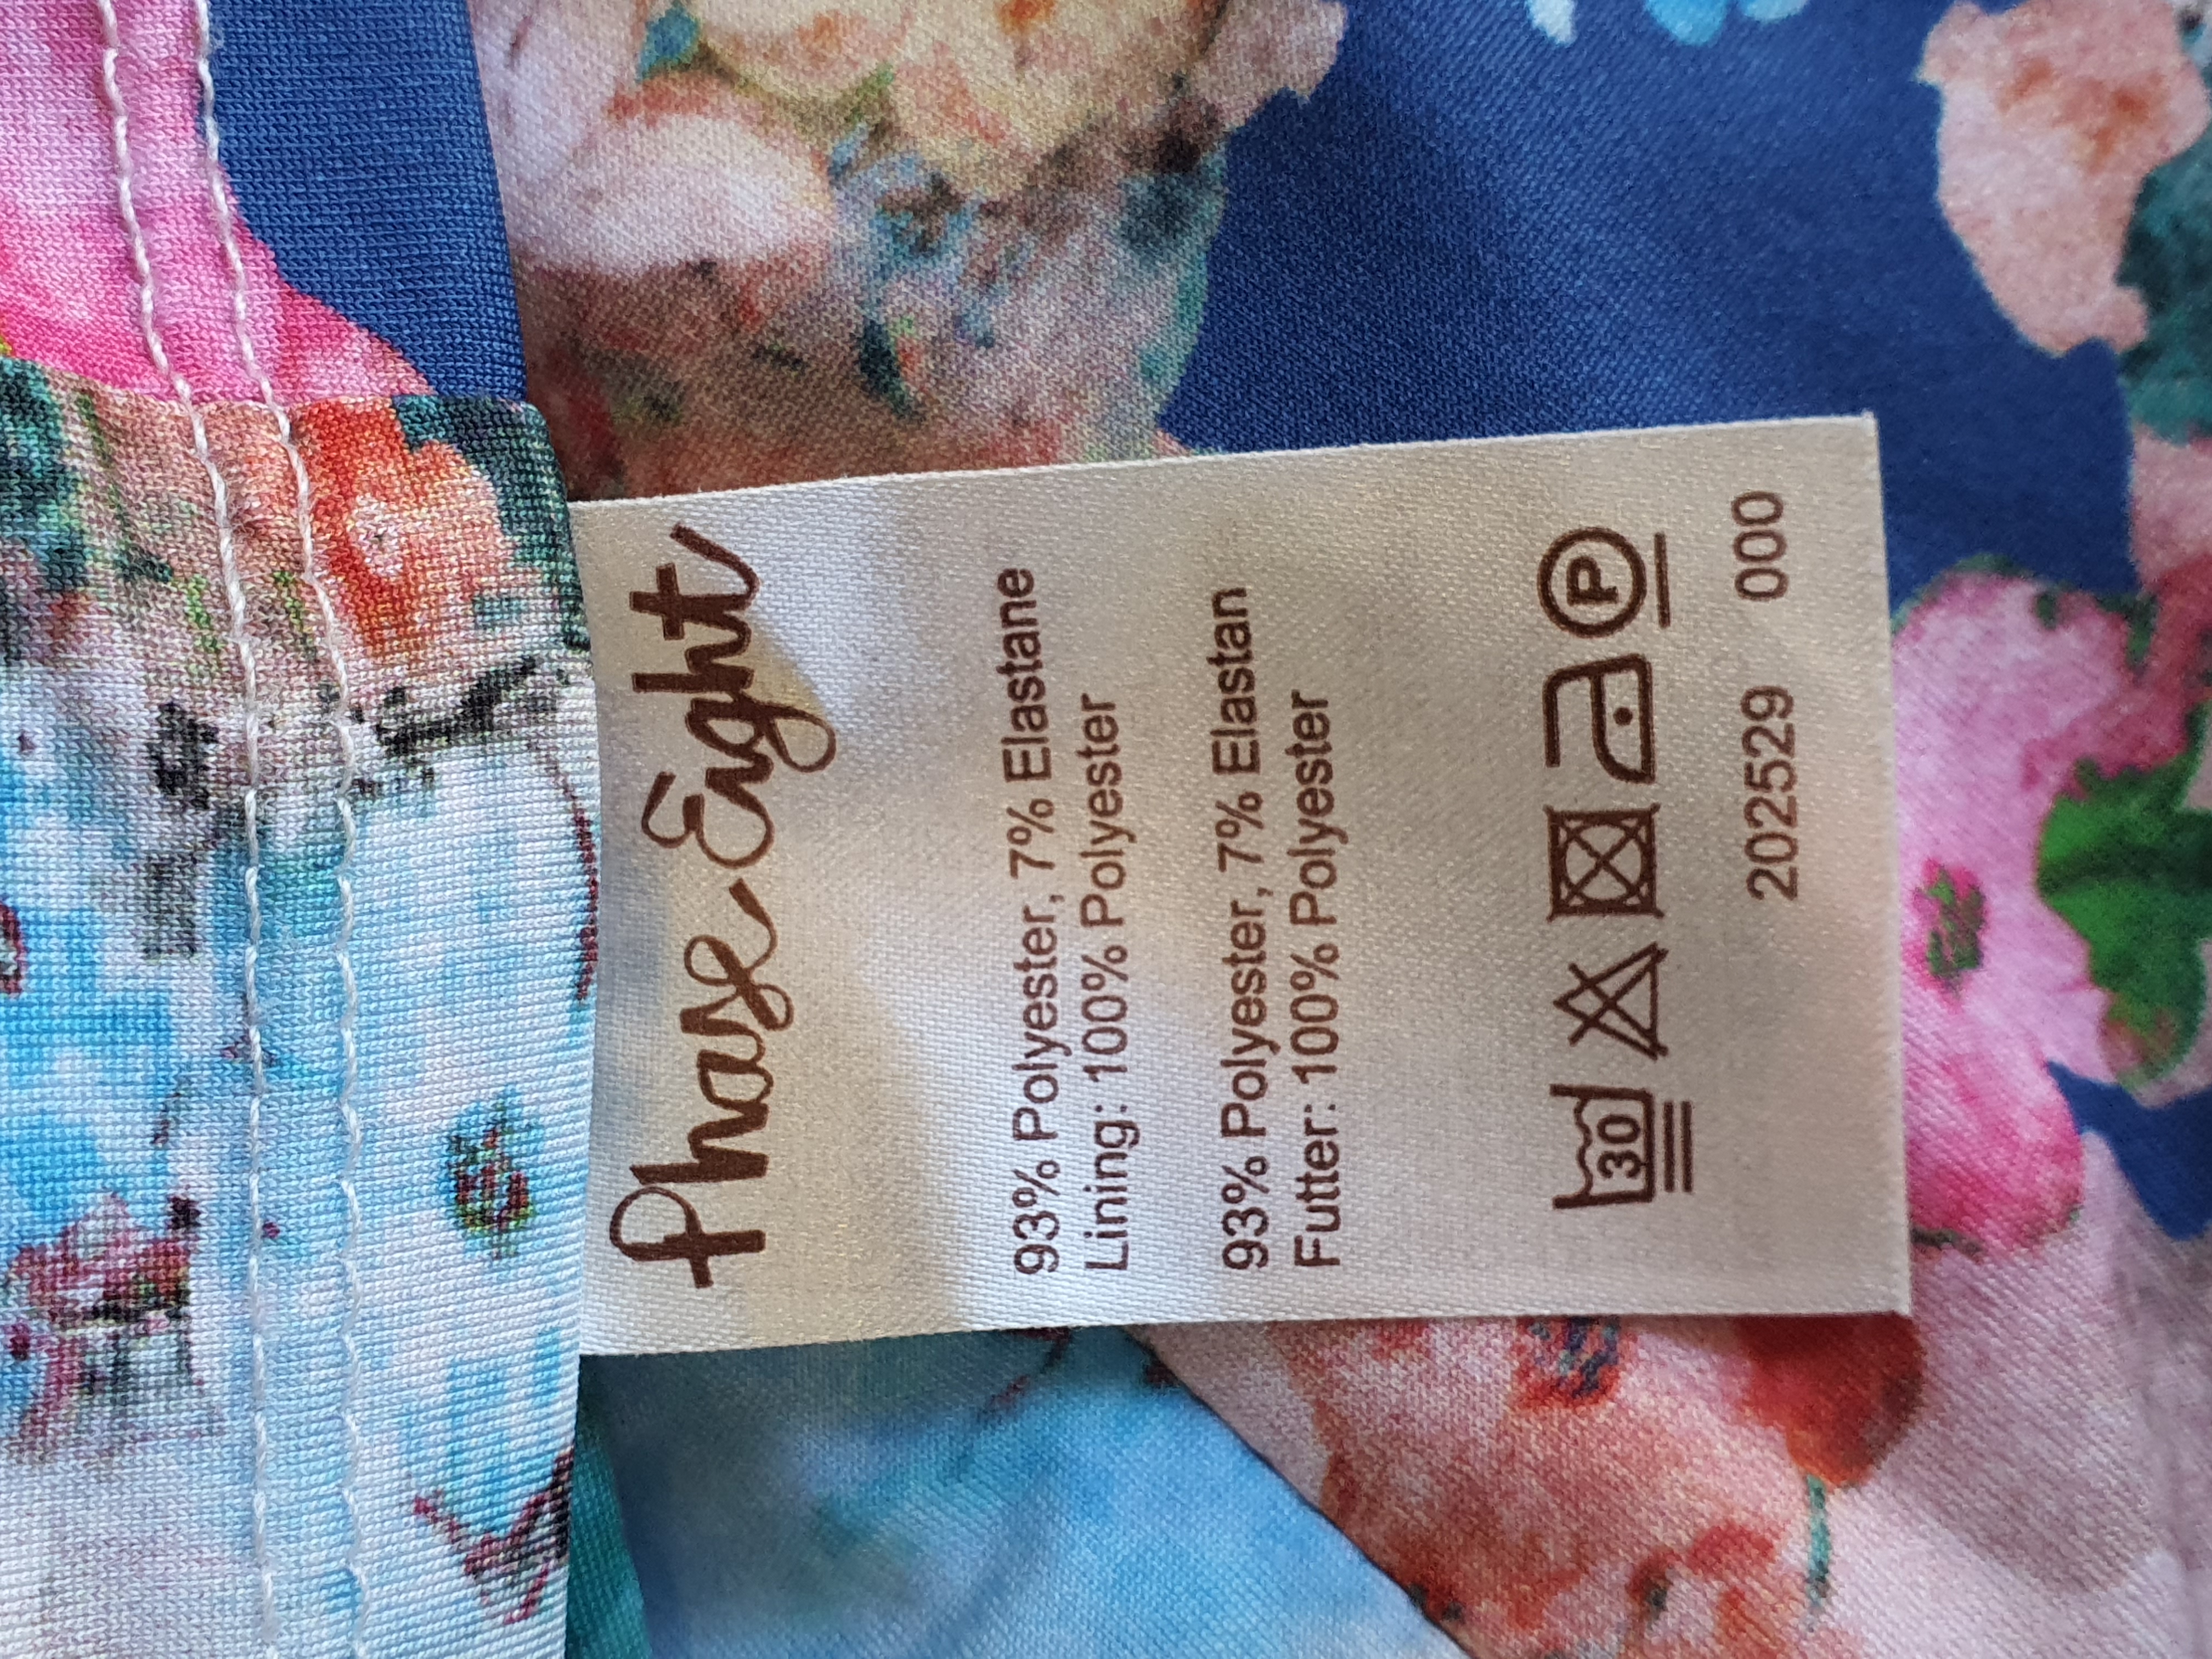 Phase Eight
93% Polyester, 7% Elastane
Lining: 100% Polyester
93% Polyester, 7% Elastan
Futter: 100% Polyester
30 P
202529 000